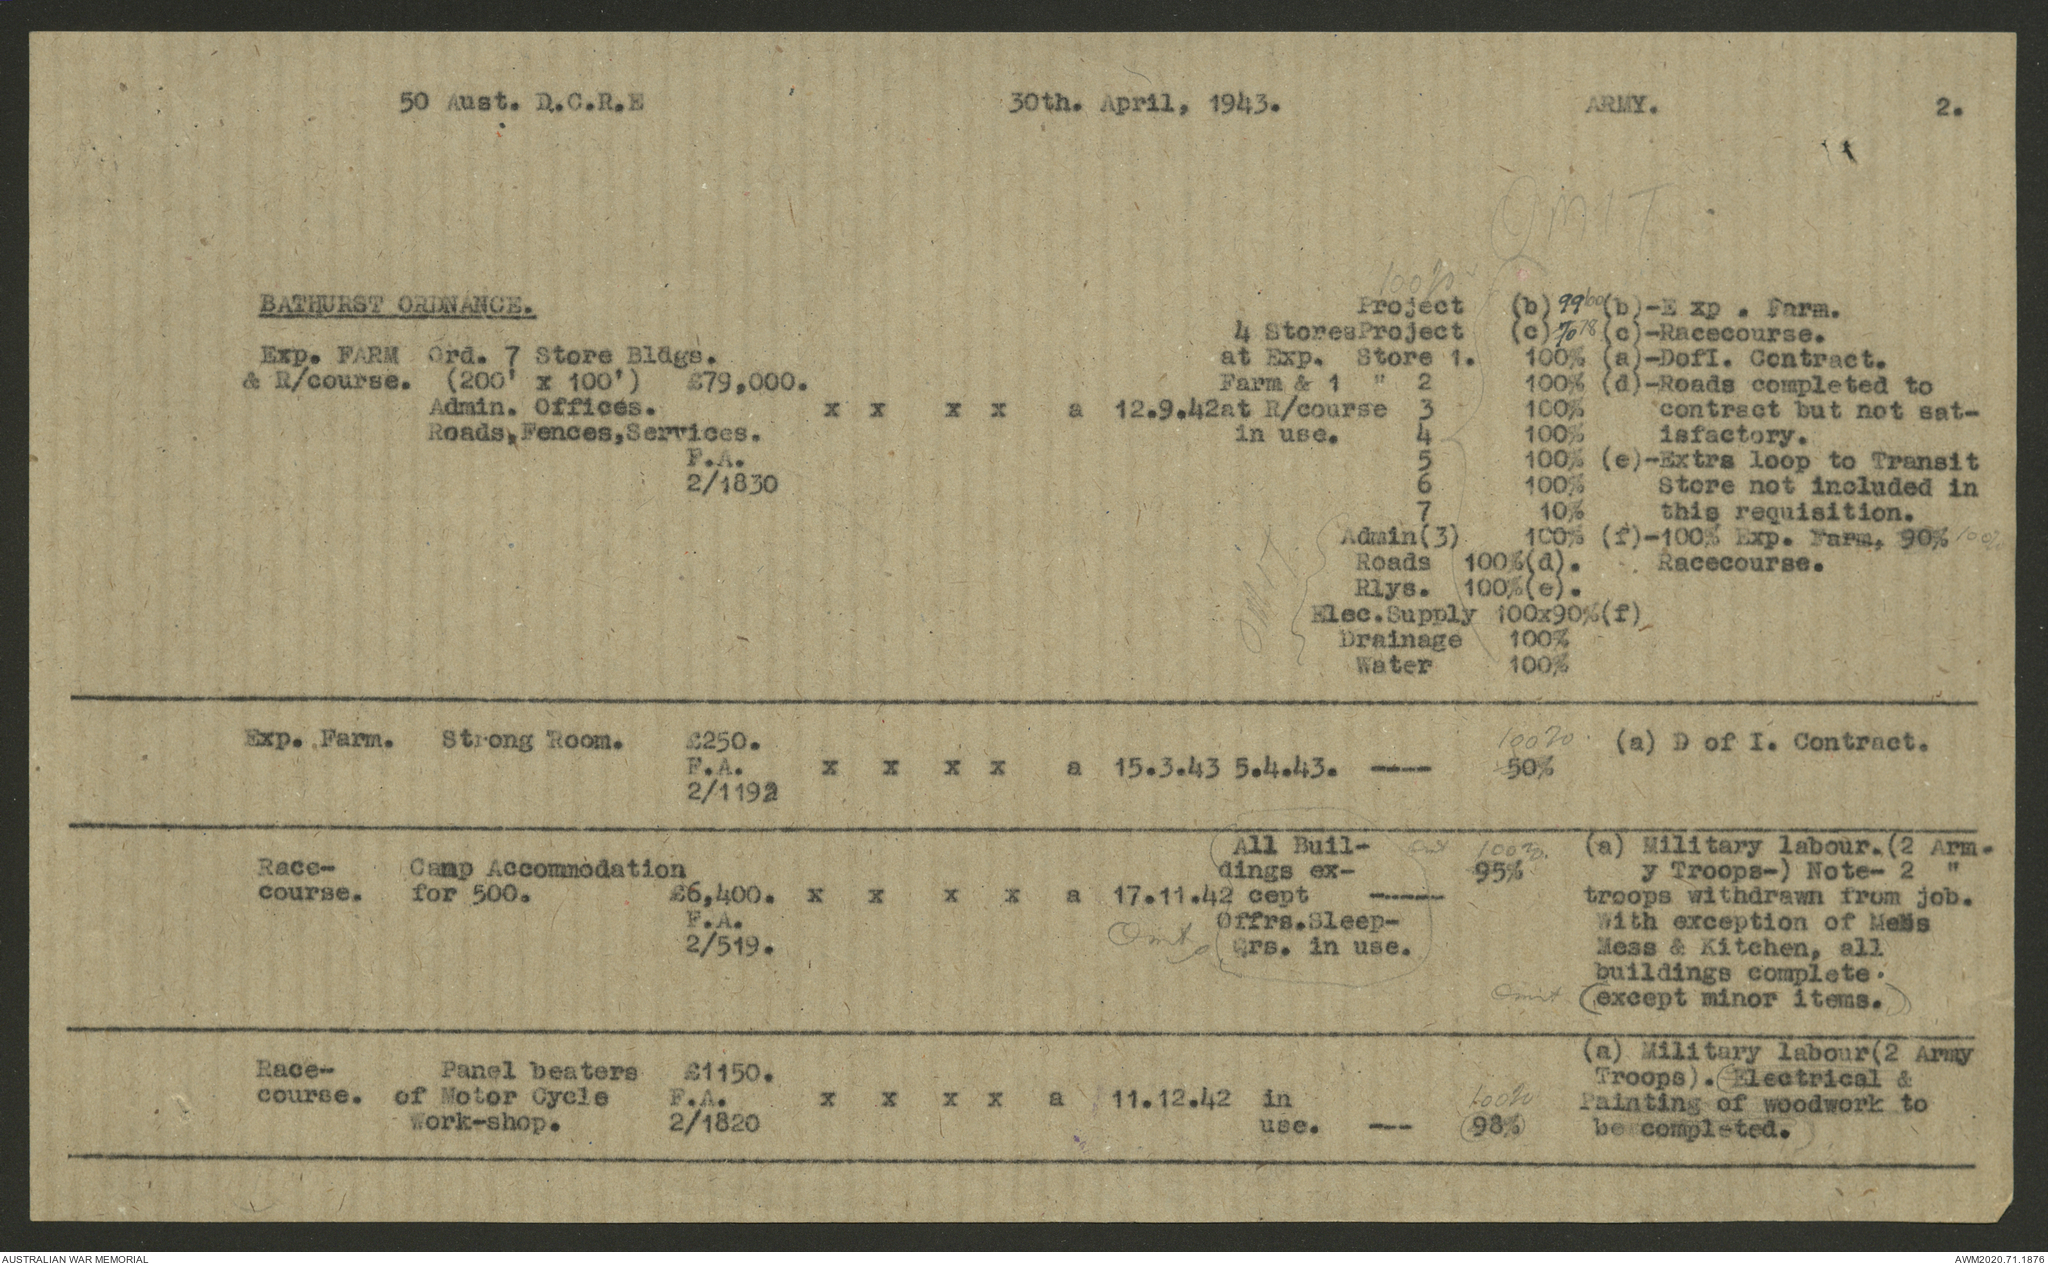 50 Aust. D.C.R.E 30th. April, 1943. ARMY. 2.
OMIT
100%
BATHURST ORDNANCE. Project (b) 99 100 (b)-E xp . Farm.
4 StoresProject (c) 70 78 (c)-Racecourse.
Exp. FARM Ord. 7 Store Bldgs. at Exp. Store 1. 100% (a)-DofI. Contract.
& R/course. (200' x 100') £79,000. Farm & 1 " 2 100% (d)-Roads completed to
Admin. Offices. x x x x a 12.9.42at R/course 3 100% contract but not sat-
Roads,Fences,Services. in use. 4 100% isfactory.
F.A. 5 100% (e)-Extra loop to Transit
2/1830 6 100% Store not included in
7 10% this requisition.
Admin(3) 100% (f)-100% Exp. Farm, 90% 100%
OMIT Roads 100%(d). Racecourse.
Rlys. 100%(e).
Elec.Supply 100x90%(f)
Drainage 100%
Water 100%
Exp. Farm. Strong Room. £250. 100% (a) D of I. Contract.
F.A. x x x x a 15.3.43 5.4.43. ---- 50%
2/1192
All Buil- Omit 100%. (a) Military labour.(2 Arm-
Race- Camp Accommodation dings ex- 95% y Troops-) Note- 2 "
course. for 500. £6,400. x x x x a 17.11.42 cept ----- troops withdrawn from job.
F.A. Omit Offrs.Sleep- With exception of Mess
2/519. Qrs. in use. Mess & Kitchen, all
buildings complete.
Omit (except minor items.)
(a) Military labour(2 Army
Race- Panel beaters £1150. Troops). (Electrical &
course. of Motor Cycle F.A. x x x x a 11.12.42 in 100% Painting of woodwork to
Work-shop. 2/1820 use. --- (98%) be completed.)
AUSTRALIAN WAR MEMORIAL AWM2020.71.1876